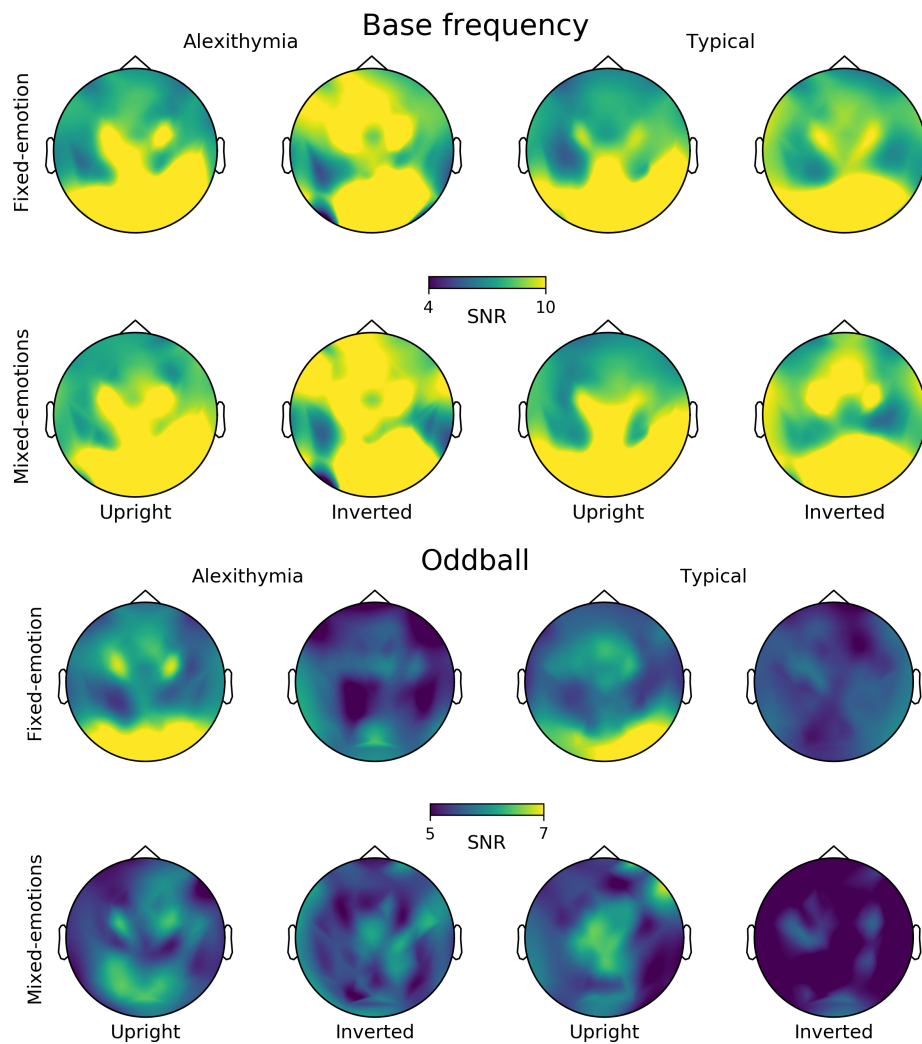 Base frequency
Alexithymia
Typical
Fixed-emotion
4
10
SNR
Mixed-emotions
Upright
Inverted
Upright
Inverted
Oddball
Alexithymia
Typical
Fixed-emotion
5
7
SNR
Mixed-emotions
Upright
Inverted
Upright
Inverted